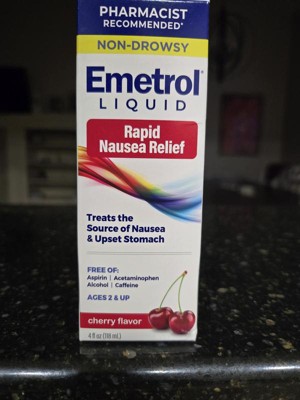 PHARMACIST
RECOMMENDED*
NON-DROWSY
Emetrol®
LIQUID
Rapid
Nausea Relief
Treats the
Source of Nausea
& Upset Stomach
FREE OF:
Aspirin | Acetaminophen
Alcohol | Caffeine
AGES 2 & UP
cherry flavor
4 fl oz (118 mL)